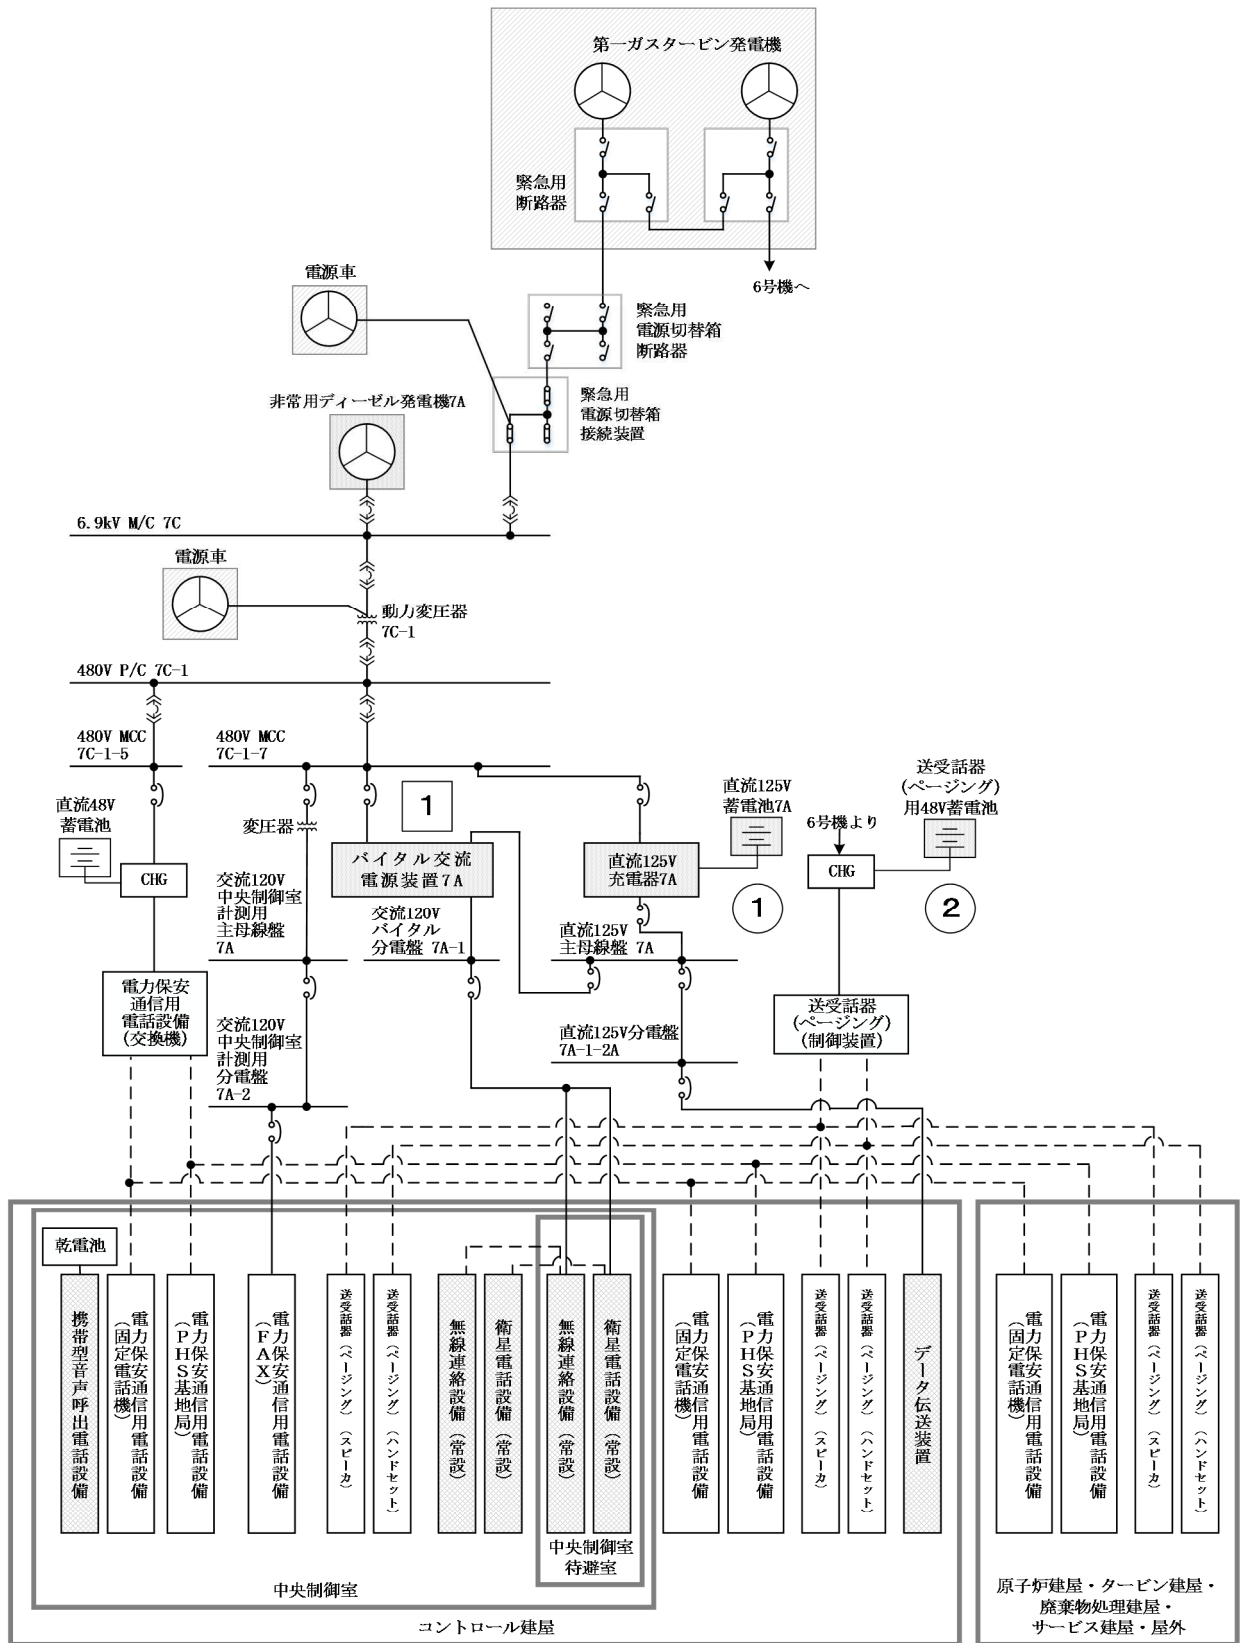 第一ガスタービン発電機
緊急用
断路器
6号機へ
電源車
緊急用
電源切替箱
断路器
非常用ディーゼル発電機7A
緊急用
電源切替箱
接続装置
6.9kV M/C 7C
電源車
動力変圧器
7C-1
480V P/C 7C-1
480V MCC
7C-1-5
480V MCC
7C-1-7
直流48V
蓄電池
CHG
変圧器
1
バイタル交流
電源装置7A
直流125V
充電器7A
直流125V
蓄電池7A
1
6号機より
CHG
送受話器
(ページング)
用48V蓄電池
2
交流120V
中央制御室
計測用
主母線盤
7A
交流120V
バイタル
分電盤 7A-1
直流125V
主母線盤 7A
電力保安
通信用
電話設備
(交換機)
交流120V
中央制御室
計測用
分電盤
7A-2
直流125V分電盤
7A-1-2A
送受話器
(ページング)
(制御装置)
乾電池
携帯型音声呼出電話設備
電力保安通信用電話設備
(固定電話機)
電力保安通信用電話設備
(PHS基地局)
電力保安通信用電話設備
(FAX)
送受話器(ページング)(スピーカ)
送受話器(ページング)(ハンドセット)
無線連絡設備(常設)
衛星電話設備(常設)
無線連絡設備(常設)
衛星電話設備(常設)
中央制御室
待避室
電力保安通信用電話設備
(固定電話機)
電力保安通信用電話設備
(PHS基地局)
送受話器(ページング)(スピーカ)
送受話器(ページング)(ハンドセット)
データ伝送装置
電力保安通信用電話設備
(固定電話機)
電力保安通信用電話設備
(PHS基地局)
送受話器(ページング)(スピーカ)
送受話器(ページング)(ハンドセット)
中央制御室
コントロール建屋
原子炉建屋・タービン建屋・
廃棄物処理建屋・
サービス建屋・屋外